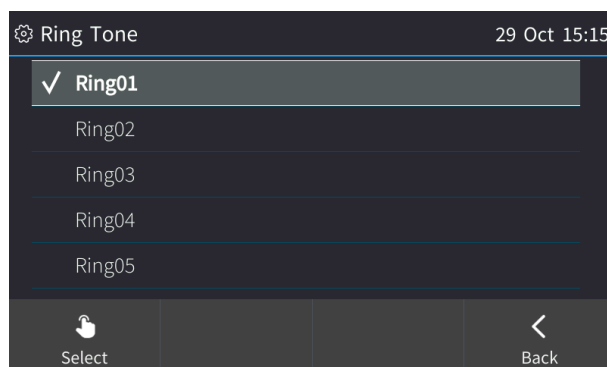 Ring Tone 29 Oct 15:15
Ring01
Ring02
Ring03
Ring04
Ring05
Select Back